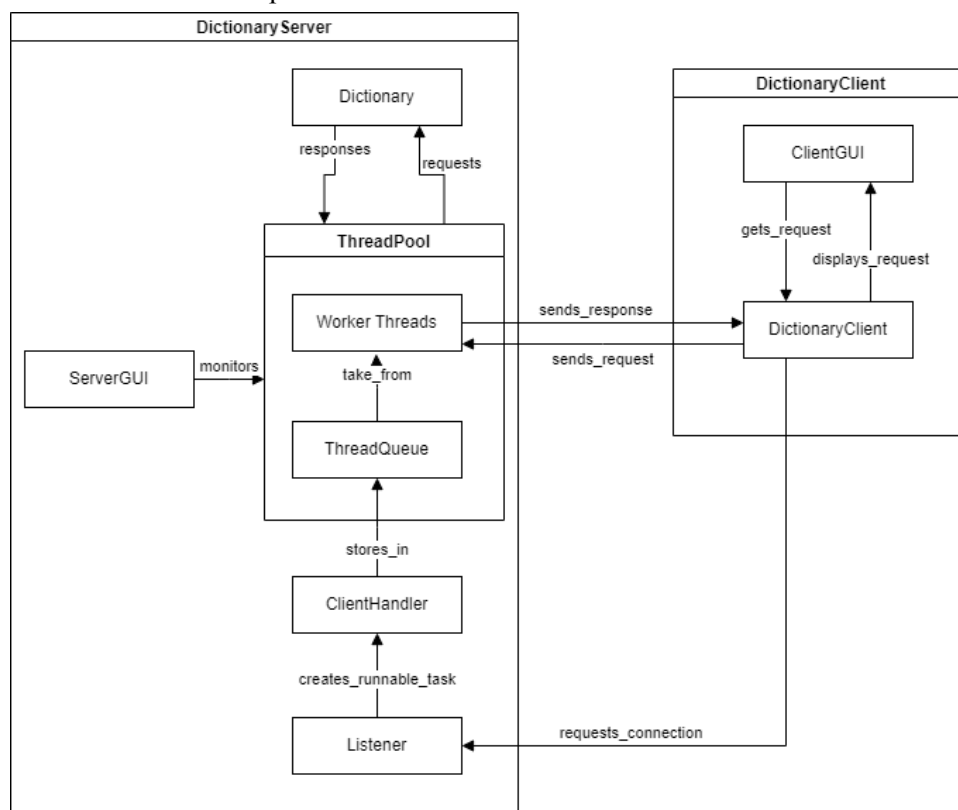 DictionaryServer
Dictionary
responses
requests
ThreadPool
Worker Threads
take_from
ServerGUI
monitors
ThreadQueue
stores_in
ClientHandler
creates_runnable_task
Listener
DictionaryClient
ClientGUI
gets_request
displays_request
DictionaryClient
sends_response
sends_request
requests_connection